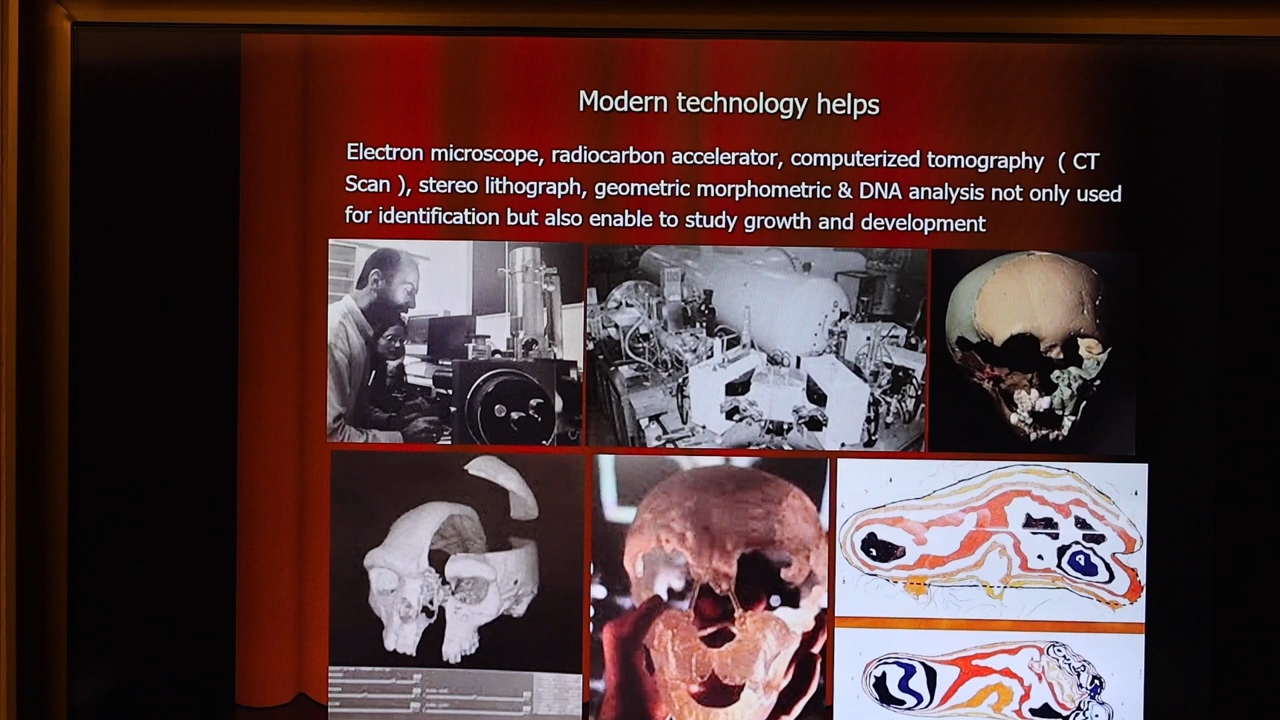 Modern technology helps
Electron microscope, radiocarbon accelerator, computerized tomography ( CT
Scan ), stereo lithograph, geometric morphometric & DNA analysis not only used
for identification but also enable to study growth and development